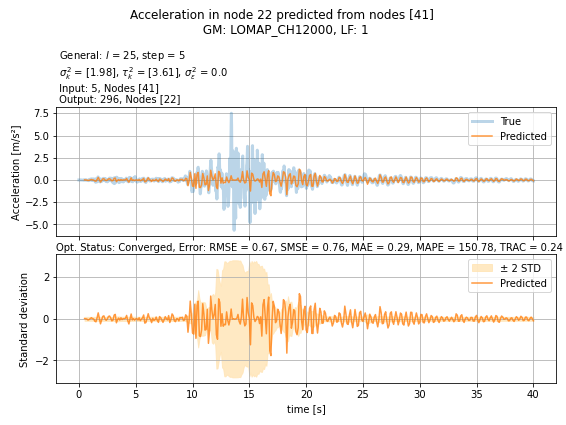 Acceleration in node 22 predicted from nodes [41]
GM: LOMAP_CH12000, LF: 1
General: l = 25, step = 5
σ²ₖ = [1.98], τ²ₖ = [3.61], σ²ε = 0.0
Input: 5, Nodes [41]
Output: 296, Nodes [22]
Acceleration [m/s²]
7.5
5.0
2.5
0.0
−2.5
−5.0
True
Predicted
Opt. Status: Converged, Error: RMSE = 0.67, SMSE = 0.76, MAE = 0.29, MAPE = 150.78, TRAC = 0.24
Standard deviation
2
0
−2
± 2 STD
Predicted
0 5 10 15 20 25 30 35 40
time [s]